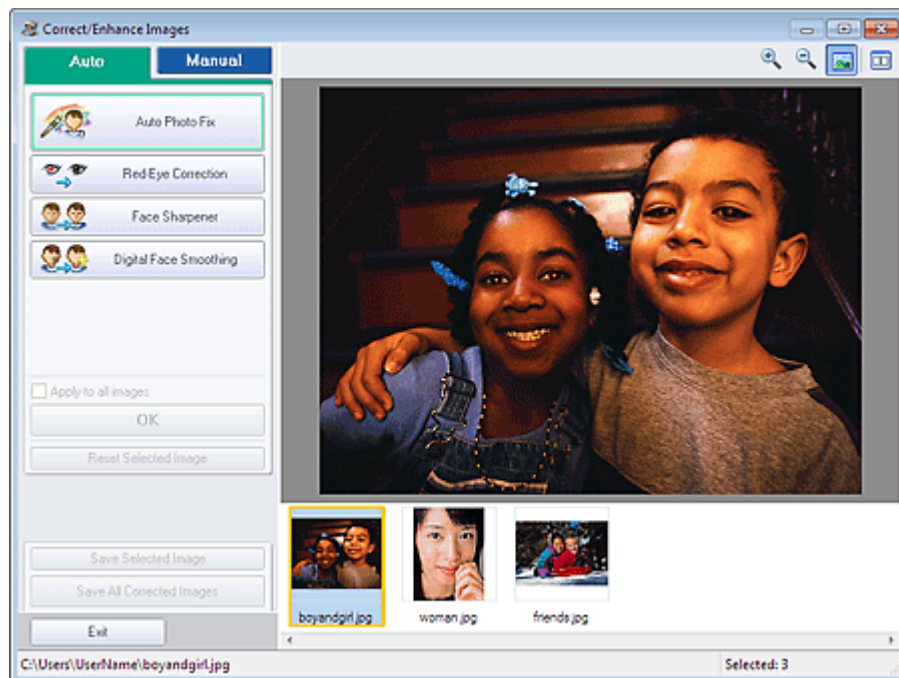 Correct/Enhance Images
Auto
Manual
Auto Photo Fix
Red-Eye Correction
Face Sharpener
Digital Face Smoothing
Apply to all images
OK
Reset Selected Image
Save Selected Image
Save All Corrected Images
Exit
boyandgirl.jpg
woman.jpg
friends.jpg
C:\Users\UserName\boyandgirl.jpg
Selected: 3